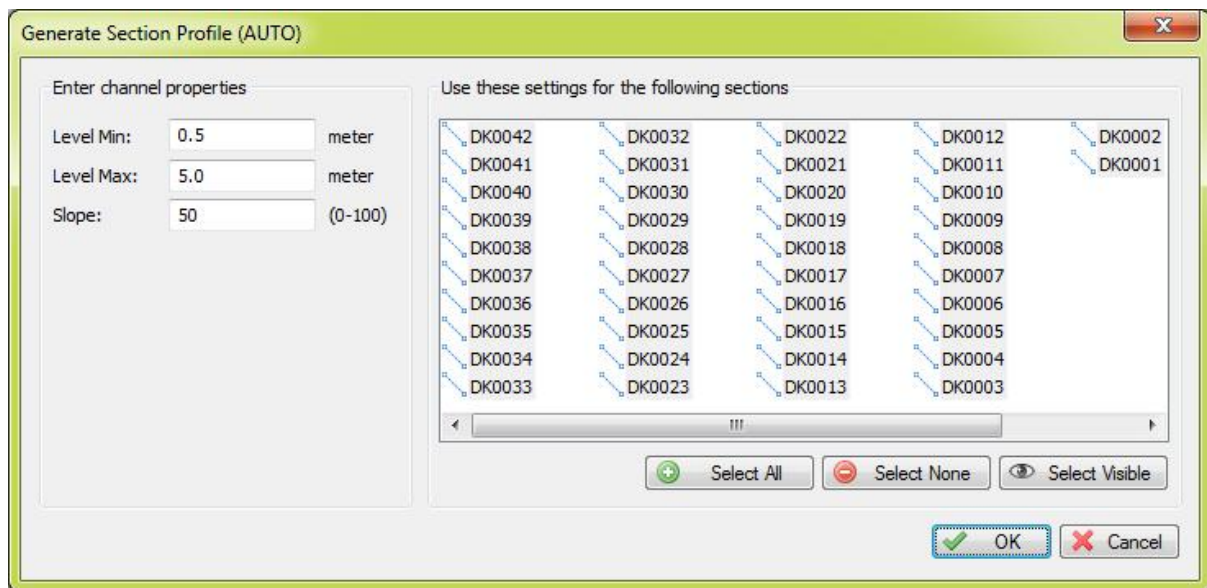 Generate Section Profile (AUTO)
Enter channel properties
Level Min: 0.5 meter
Level Max: 5.0 meter
Slope: 50 (0-100)
Use these settings for the following sections
DK0042 DK0032 DK0022 DK0012 DK0002
DK0041 DK0031 DK0021 DK0011 DK0001
DK0040 DK0030 DK0020 DK0010
DK0039 DK0029 DK0019 DK0009
DK0038 DK0028 DK0018 DK0008
DK0037 DK0027 DK0017 DK0007
DK0036 DK0026 DK0016 DK0006
DK0035 DK0025 DK0015 DK0005
DK0034 DK0024 DK0014 DK0004
DK0033 DK0023 DK0013 DK0003
Select All Select None Select Visible
OK Cancel